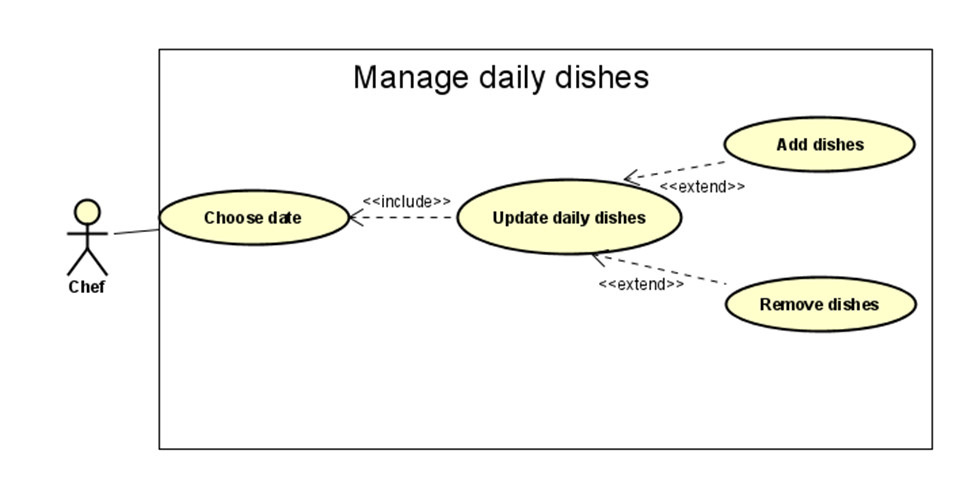 Manage daily dishes
Add dishes
<<extend>>
<<include>>
Choose date
Update daily dishes
Chef
<<extend>>
Remove dishes